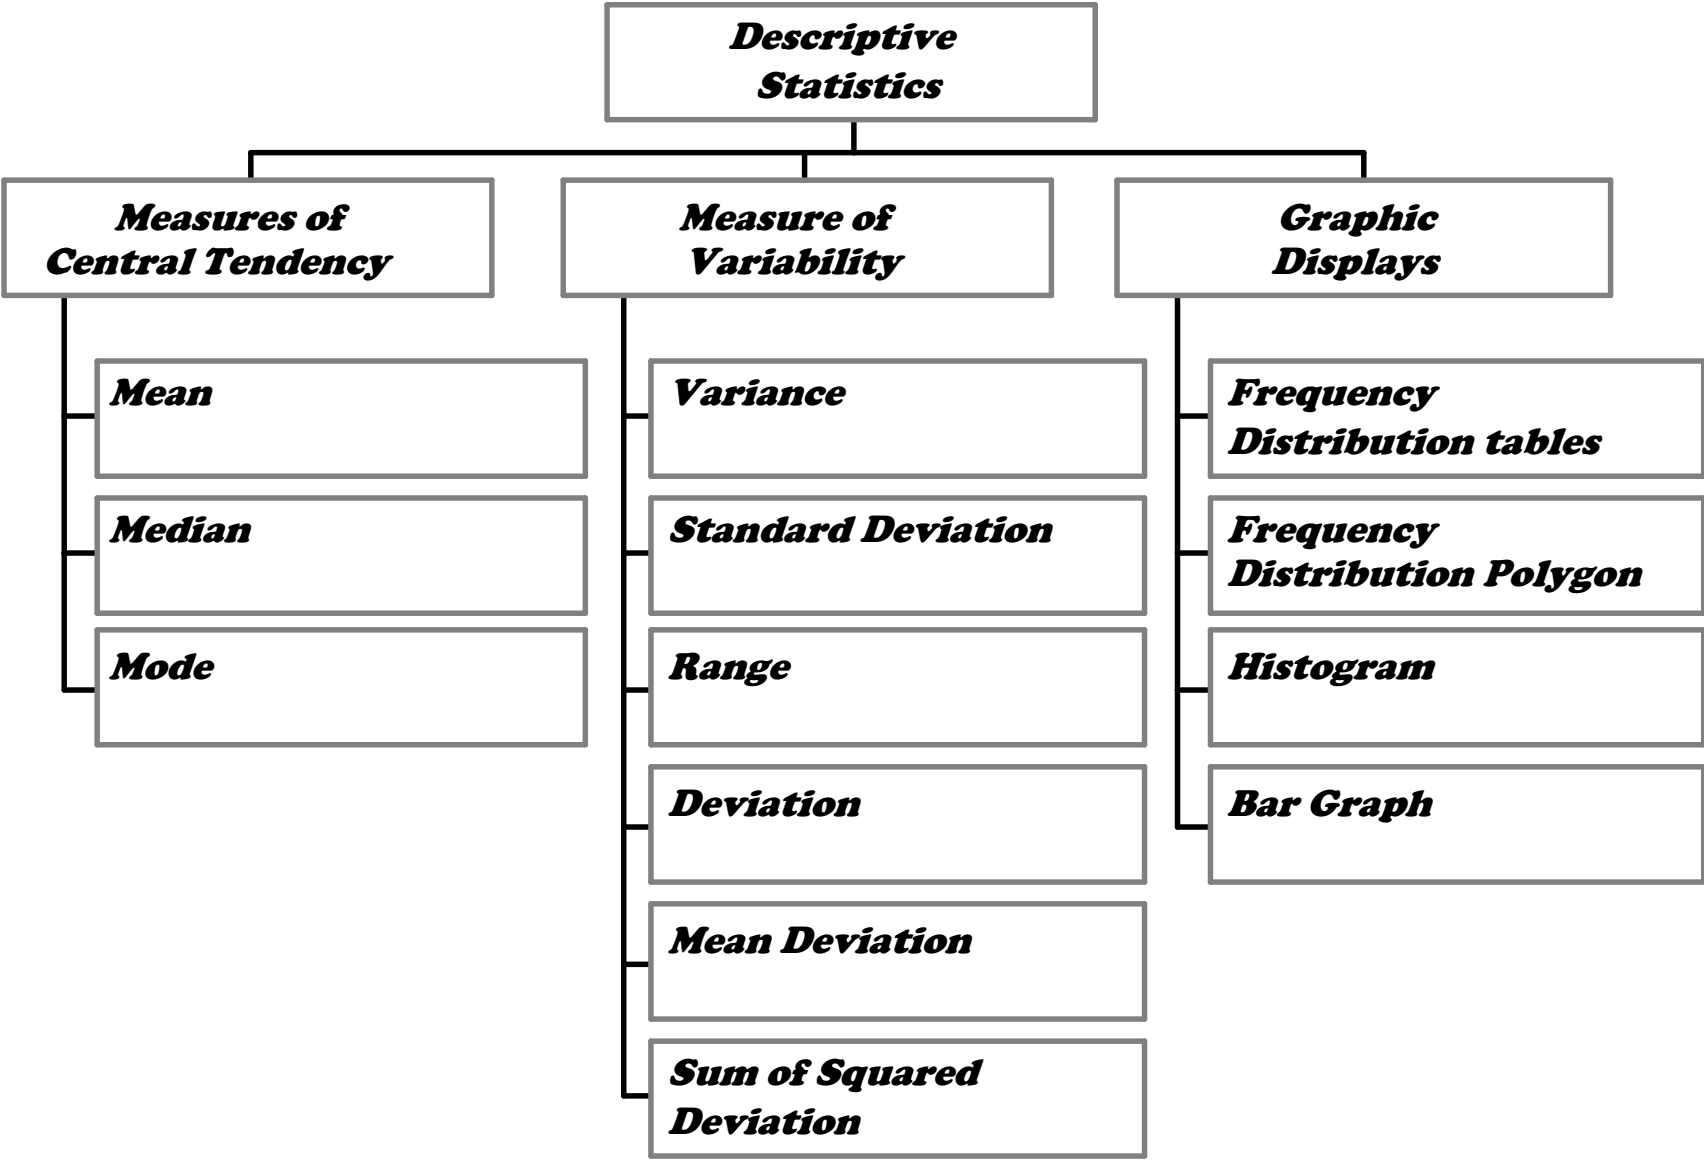 Descriptive
Statistics
Measures of
Central Tendency
Mean
Median
Mode
Measure of
Variability
Variance
Standard Deviation
Range
Deviation
Mean Deviation
Sum of Squared
Deviation
Graphic
Displays
Frequency
Distribution tables
Frequency
Distribution Polygon
Histogram
Bar Graph